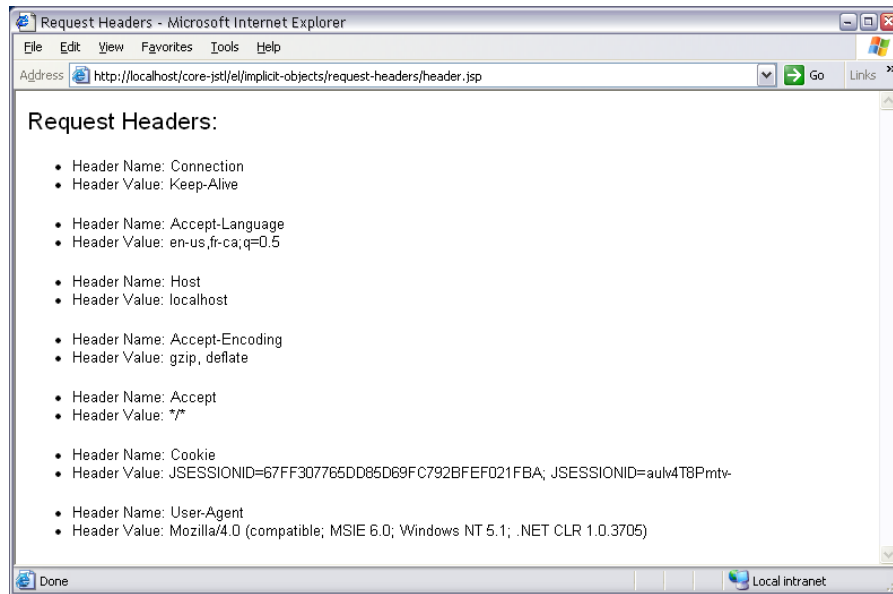 Request Headers - Microsoft Internet Explorer
File Edit View Favorites Tools Help
Address http://localhost/core-jstl/el/implicit-objects/request-headers/header.jsp Go Links »
Request Headers:
• Header Name: Connection
• Header Value: Keep-Alive
• Header Name: Accept-Language
• Header Value: en-us,fr-ca;q=0.5
• Header Name: Host
• Header Value: localhost
• Header Name: Accept-Encoding
• Header Value: gzip, deflate
• Header Name: Accept
• Header Value: */*
• Header Name: Cookie
• Header Value: JSESSIONID=67FF307765DD85D69FC792BFEF021FBA; JSESSIONID=aulv4T8Pmtv-
• Header Name: User-Agent
• Header Value: Mozilla/4.0 (compatible; MSIE 6.0; Windows NT 5.1; .NET CLR 1.0.3705)
Done Local intranet